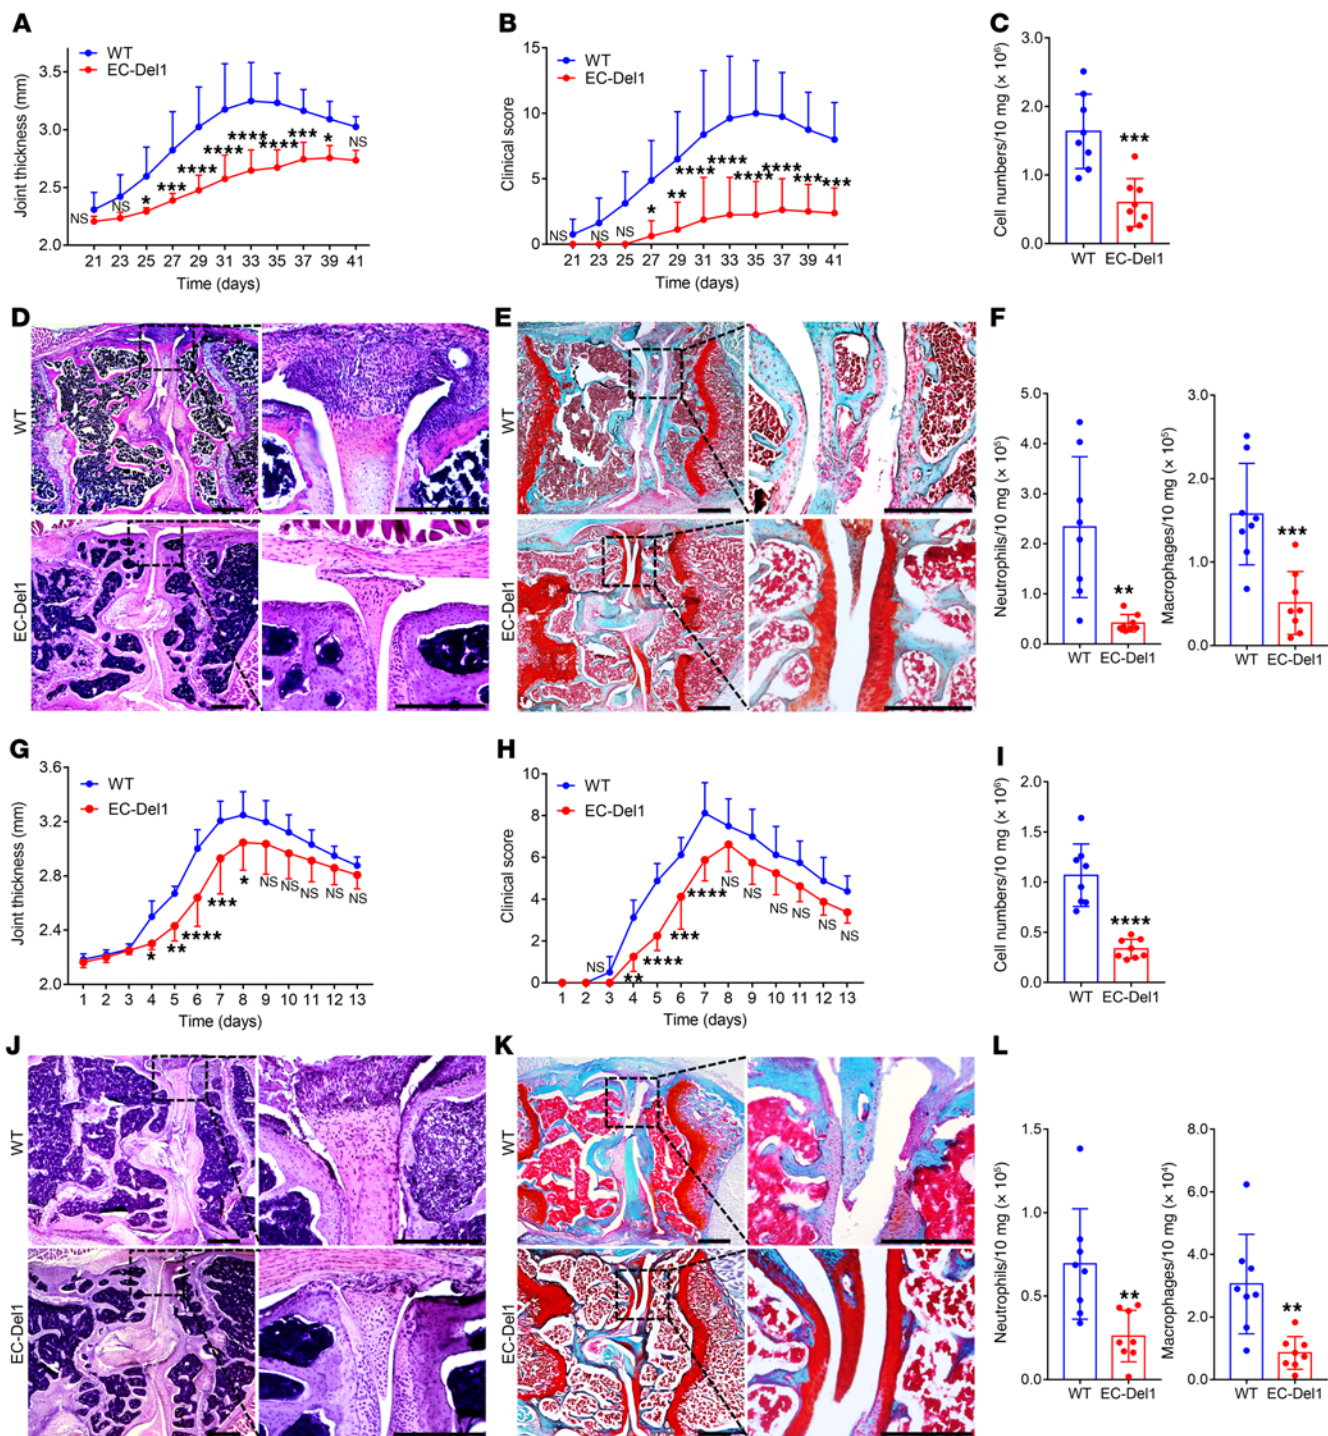 A
WT
EC-Del1
Joint thickness (mm)
3.5
3.0
2.5
2.0
NS
NS
*
***
****
****
****
****
***
*
NS
21 23 25 27 29 31 33 35 37 39 41
Time (days)
B
WT
EC-Del1
Clinical score
15
10
5
0
NS
NS
NS
*
**
****
****
****
****
***
***
21 23 25 27 29 31 33 35 37 39 41
Time (days)
C
Cell numbers/10 mg (× 10⁶)
3.0
2.0
1.0
0.0
***
WT EC-Del1
D
WT
EC-Del1
E
WT
EC-Del1
F
Neutrophils/10 mg (× 10⁵)
5.0
4.0
3.0
2.0
1.0
0.0
**
WT EC-Del1
Macrophages/10 mg (× 10⁵)
3.0
2.0
1.0
0.0
***
WT EC-Del1
G
WT
EC-Del1
Joint thickness (mm)
3.6
3.2
2.8
2.4
2.0
*
**
****
***
*
NS
NS
NS
NS
NS
1 2 3 4 5 6 7 8 9 10 11 12 13
Time (days)
H
WT
EC-Del1
Clinical score
10
8
6
4
2
0
NS
**
****
***
****
NS
NS
NS
NS
NS
NS
1 2 3 4 5 6 7 8 9 10 11 12 13
Time (days)
I
Cell numbers/10 mg (× 10⁶)
2.0
1.5
1.0
0.5
0.0
****
WT EC-Del1
J
WT
EC-Del1
K
WT
EC-Del1
L
Neutrophils/10 mg (× 10⁵)
1.5
1.0
0.5
0.0
**
WT EC-Del1
Macrophages/10 mg (× 10⁴)
8.0
6.0
4.0
2.0
0.0
**
WT EC-Del1